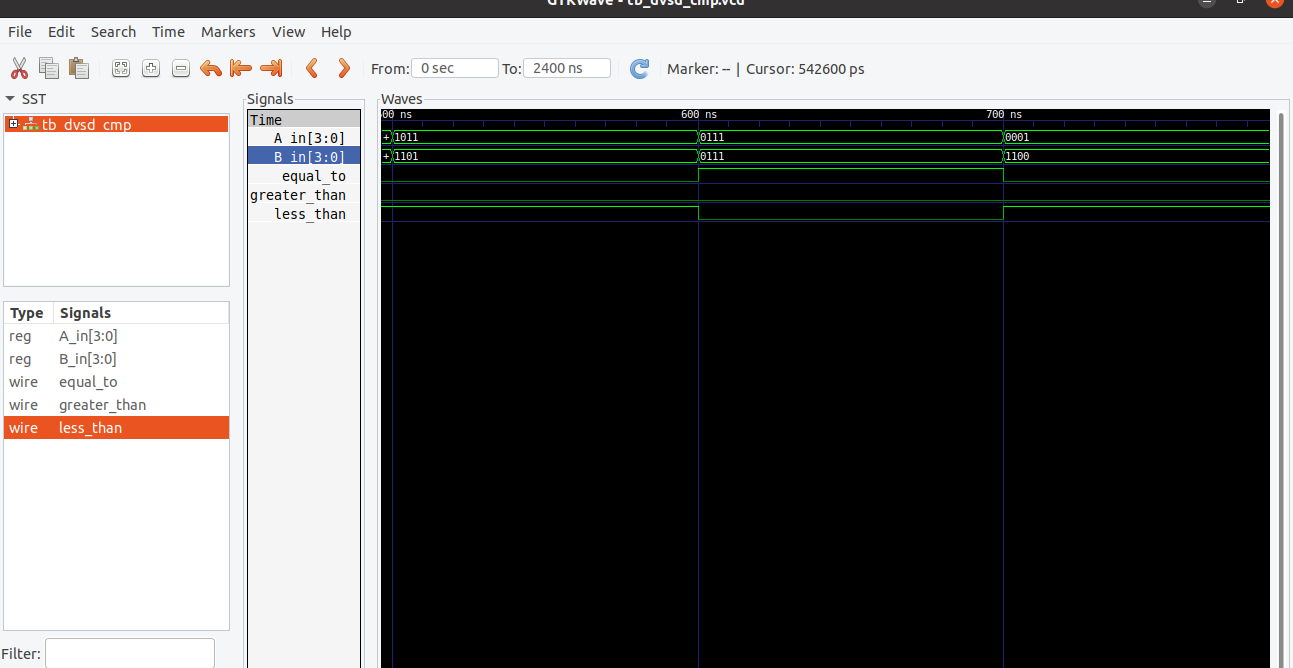 GTKWave - tb_dvsd_cmp.vcd
File Edit Search Time Markers View Help
From: 0 sec To: 2400 ns Marker: -- | Cursor: 542600 ps
SST
tb_dvsd_cmp
Type Signals
reg A_in[3:0]
reg B_in[3:0]
wire equal_to
wire greater_than
wire less_than
Filter:
Signals
Time
A_in[3:0]
B_in[3:0]
equal_to
greater_than
less_than
Waves
00 ns 600 ns 700 ns
+ 1011 0111 0001
+ 1101 0111 1100